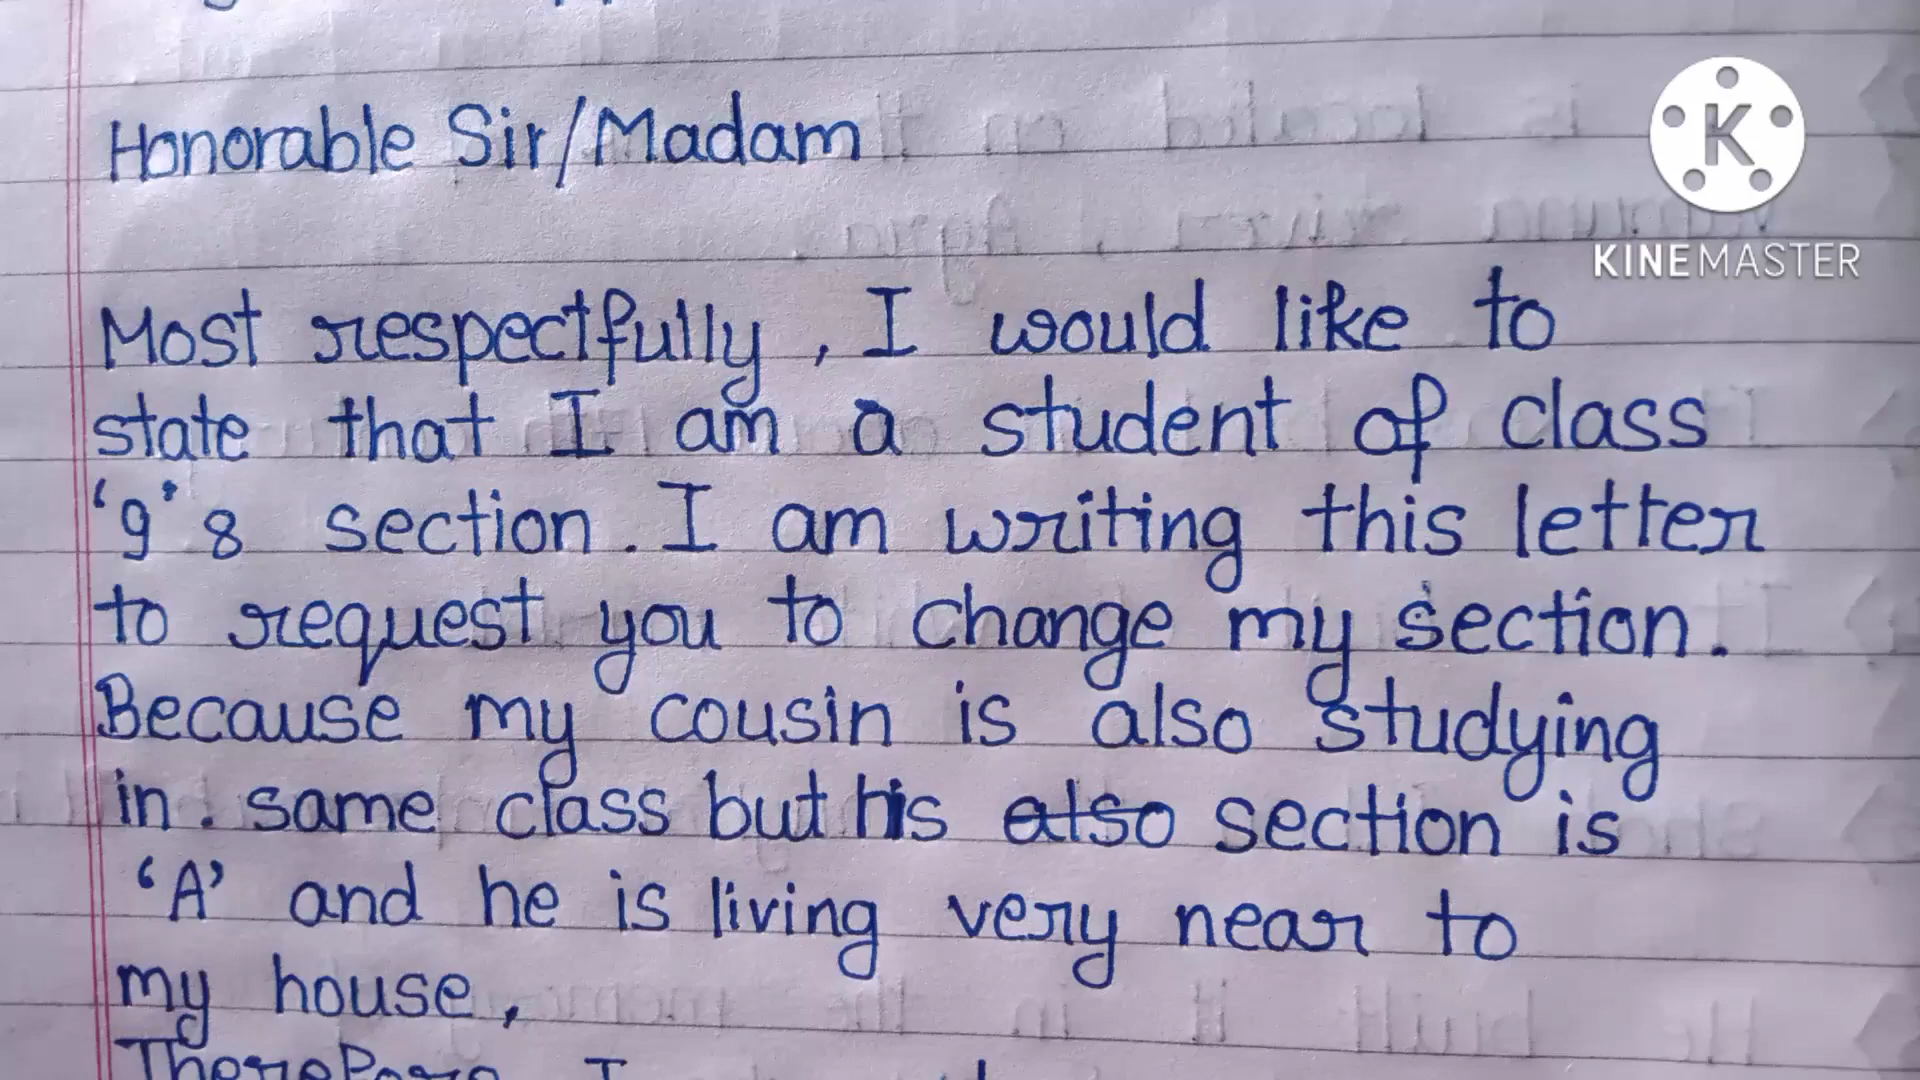 Honorable Sir/Madam
KINEMASTER
Most respectfully, I would like to
state that I am a student of class
'9' 8 section. I am writing this letter
to request you to change my section.
Because my cousin is also studying
in. same class but his also section is
'A' and he is living very near to
my house,
Therefore I